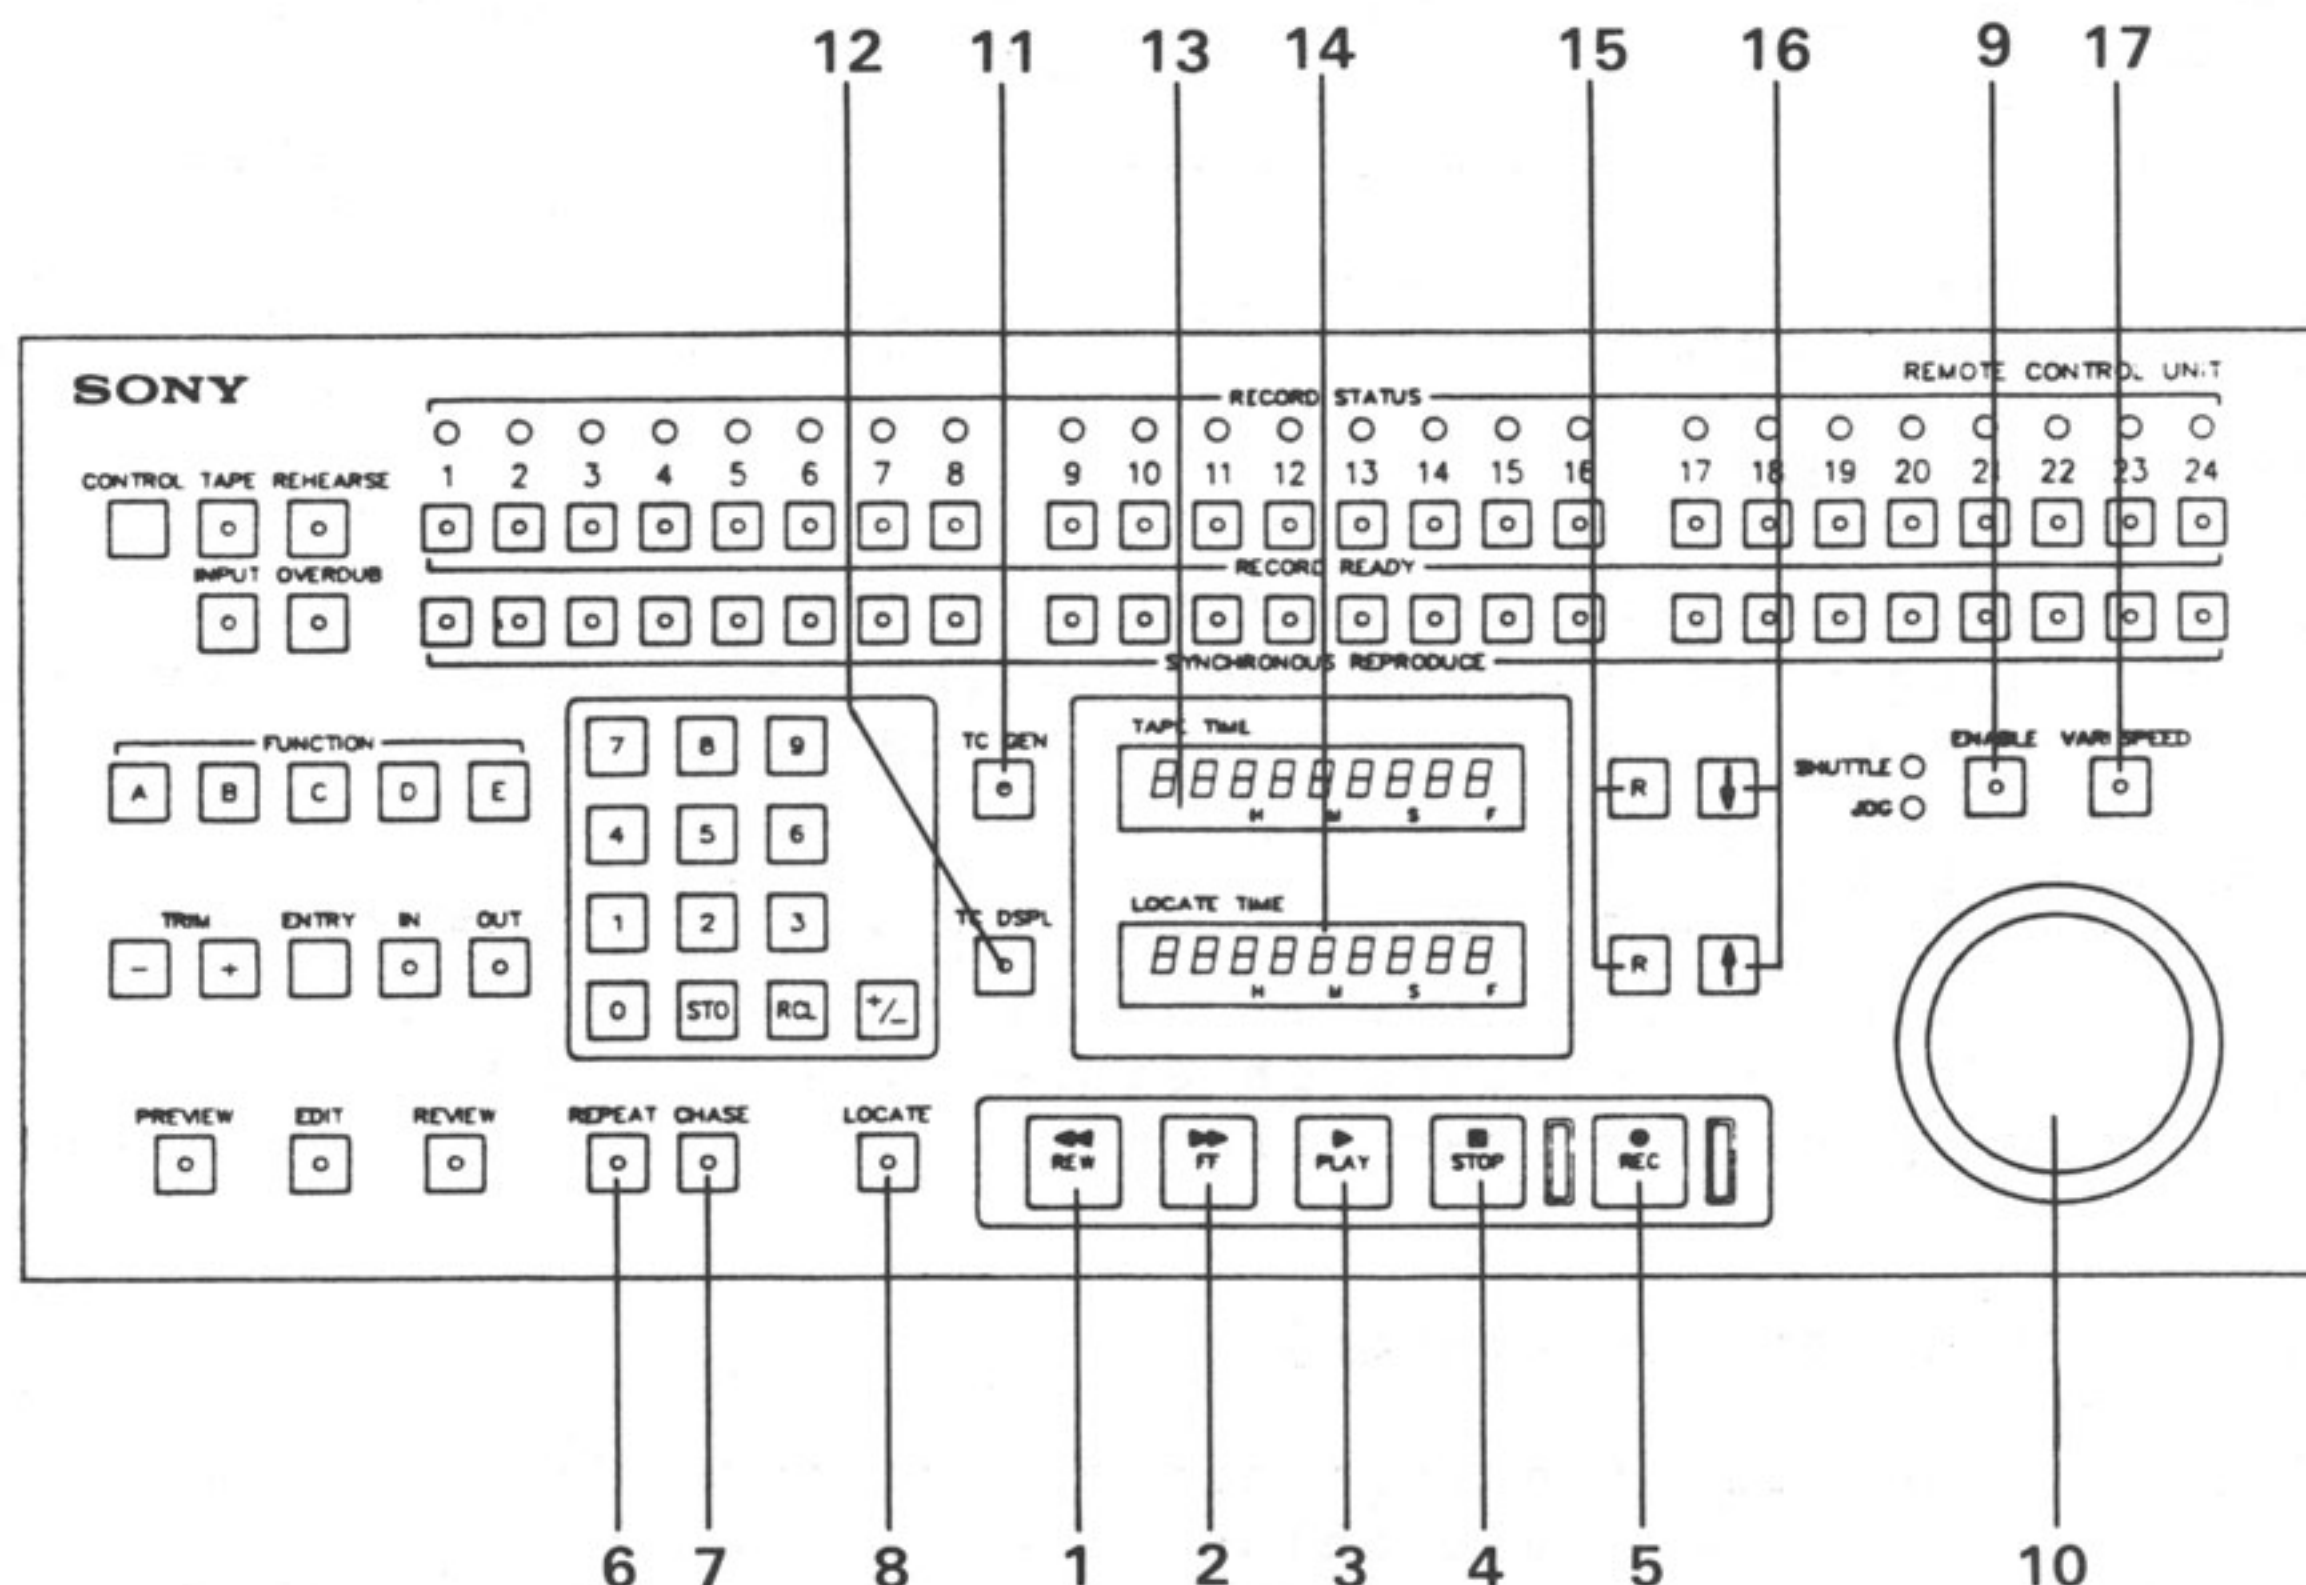 12 11 13 14 15 16 9 17
SONY
REMOTE CONTROL UNIT
RECORD STATUS
1 2 3 4 5 6 7 8 9 10 11 12 13 14 15 16 17 18 19 20 21 22 23 24
CONTROL TAPE REHEARSE
INPUT OVERDUB
RECORD READY
SYNCHRONOUS REPRODUCE
FUNCTION
A B C D E
7 8 9
4 5 6
1 2 3
0 STO RCL +/-
TC GEN
TC DSPL
TAPE TIME
H M S F
LOCATE TIME
H M S F
R
R
SHUTTLE
JOG
ENABLE VARI SPEED
TRIM ENTRY IN OUT
- +
PREVIEW EDIT REVIEW REPEAT CHASE LOCATE
REW FF PLAY STOP REC
6 7 8 1 2 3 4 5 10